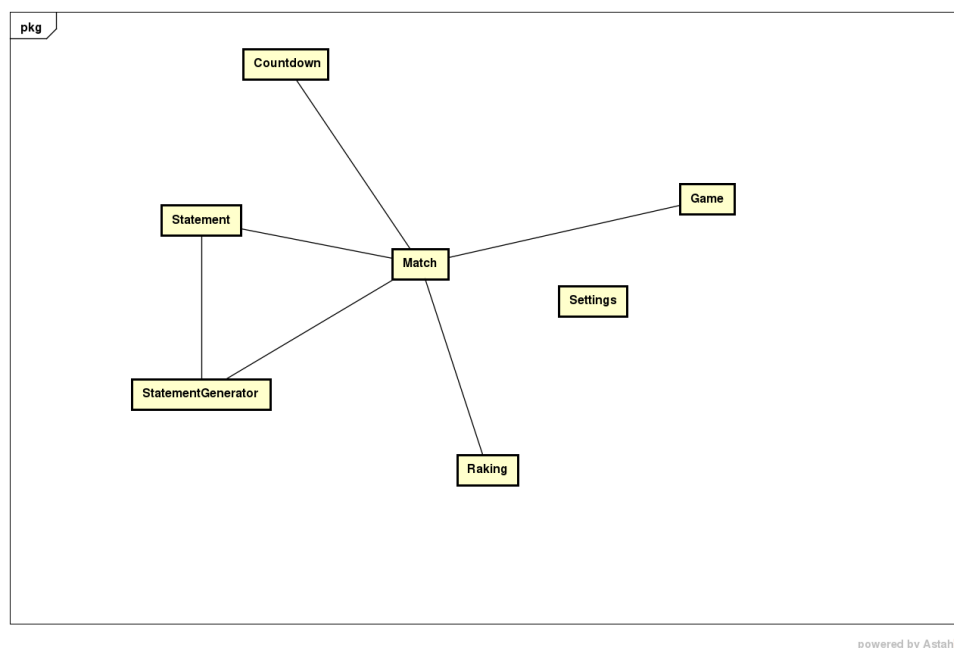 pkg
Countdown
Game
Statement
Match
Settings
StatementGenerator
Raking
powered by Astah